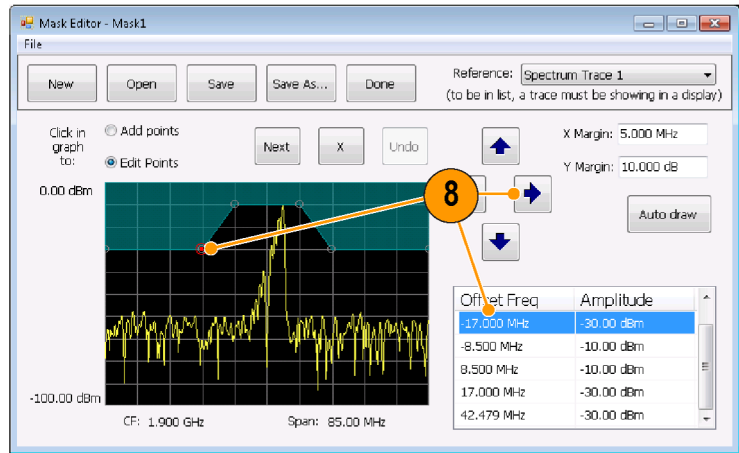 Mask Editor - Mask1
File
New
Open
Save
Save As...
Done
Reference: Spectrum Trace 1
(to be in list, a trace must be showing in a display)
Click in
graph
to:
Add points
Edit Points
Next
X
Undo
X Margin: 5.000 MHz
Y Margin: 10.000 dB
Auto draw
8
0.00 dBm
-100.00 dBm
CF: 1.900 GHz
Span: 85.00 MHz
Offset Freq Amplitude
-17.000 MHz -30.00 dBm
-8.500 MHz -10.00 dBm
8.500 MHz -10.00 dBm
17.000 MHz -30.00 dBm
42.479 MHz -30.00 dBm